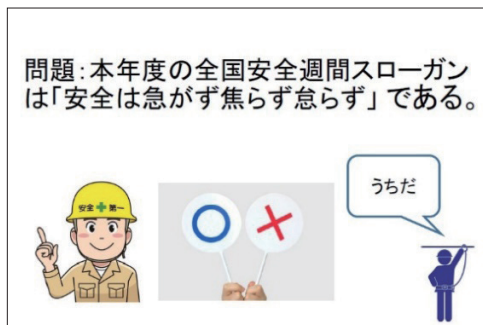 問題:本年度の全国安全週間スローガン
は「安全は急がず焦らず怠らず」である。
安全 第一
うちだ